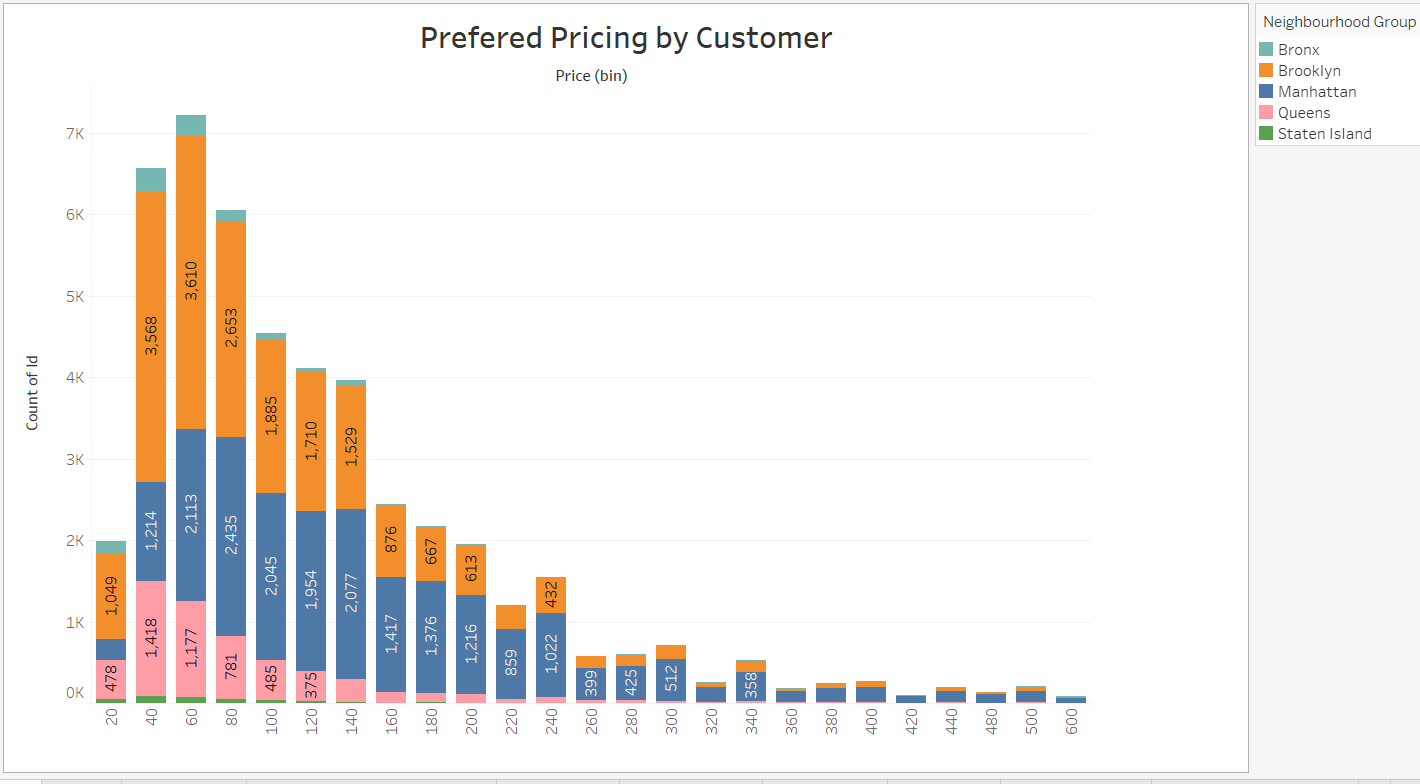 Prefered Pricing by Customer
Price (bin)
Neighbourhood Group
Bronx
Brooklyn
Manhattan
Queens
Staten Island
Count of Id
7K
6K
5K
4K
3K
2K
1K
0K
1,049
478
3,568
1,214
1,418
3,610
2,113
1,177
2,653
2,435
781
1,885
2,045
485
1,710
1,954
375
1,529
2,077
876
1,417
667
1,376
613
1,216
859
432
1,022
399
425
512
358
20 40 60 80 100 120 140 160 180 200 220 240 260 280 300 320 340 360 380 400 420 440 480 500 600